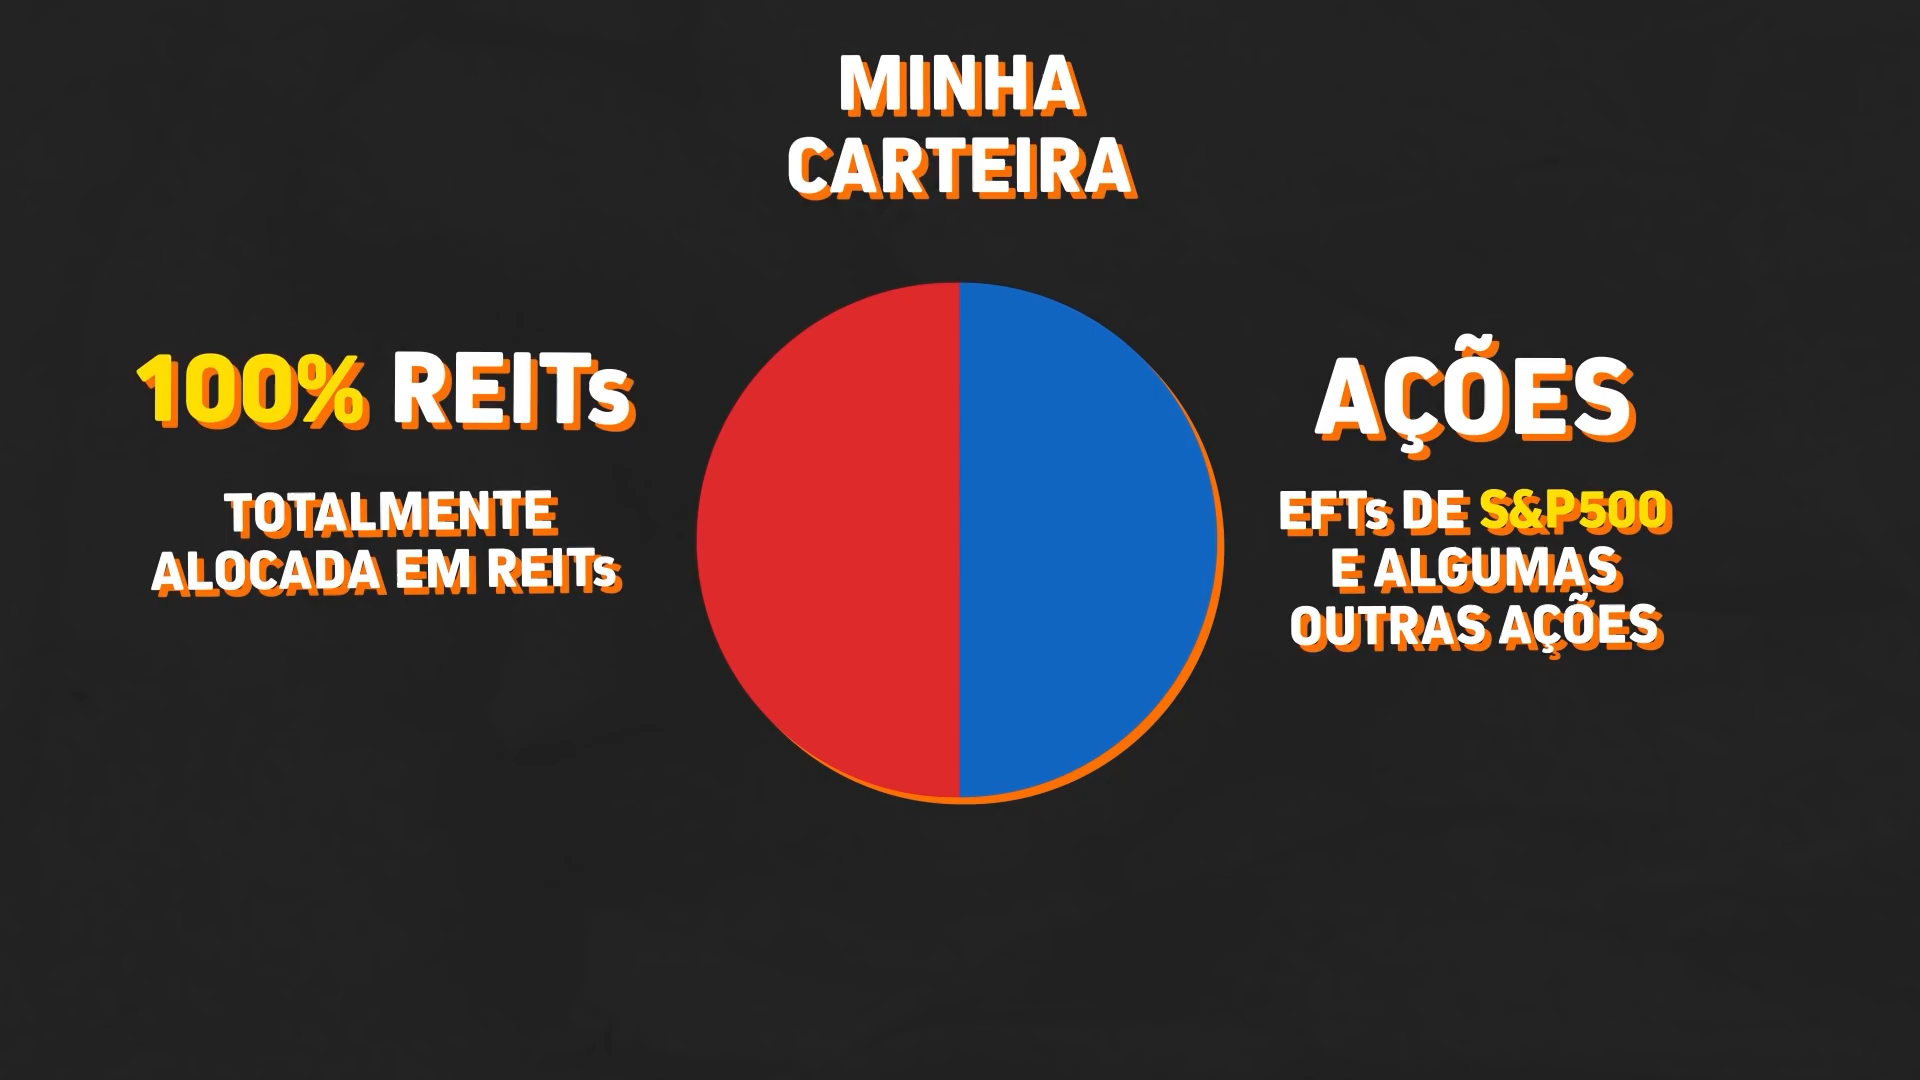 MINHA
CARTEIRA
100% REITs
TOTALMENTE
ALOCADA EM REITs
AÇÕES
EFTs DE S&P500
E ALGUMAS
OUTRAS AÇÕES